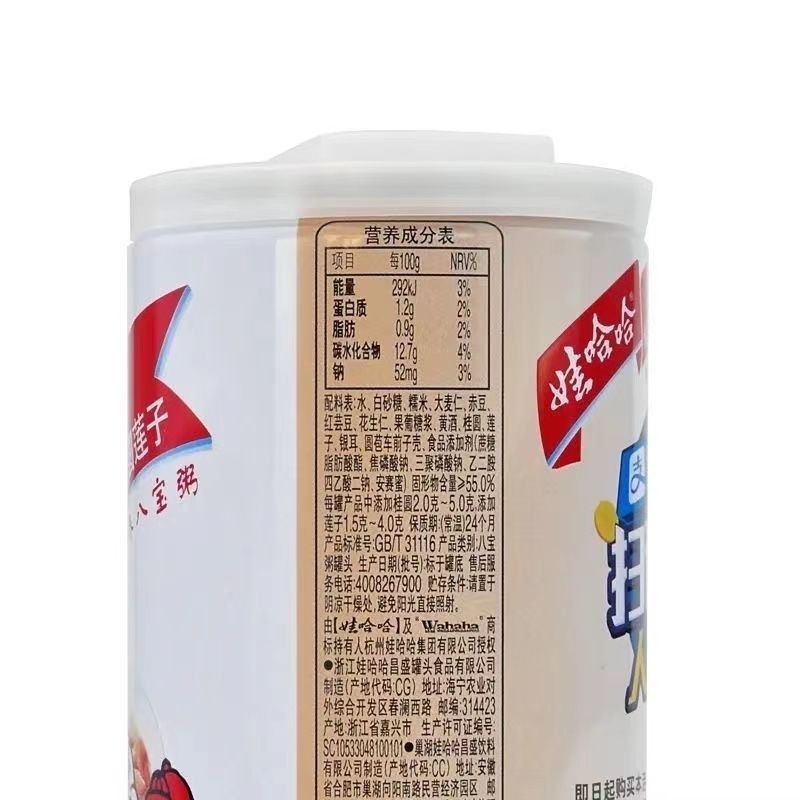 营养成分表
项目 每100g NRV%
能量 292kJ 3%
蛋白质 1.2g 2%
脂肪 0.9g 2%
碳水化合物 12.7g 4%
钠 52mg 3%
配料表:水、白砂糖、糯米、大麦仁、赤豆、
红芸豆、花生仁、果葡糖浆、黄酒、桂圆、莲
子、银耳、圆苞车前子壳、食品添加剂(蔗糖
脂肪酸酯、焦磷酸钠、三聚磷酸钠、乙二胺
四乙酸二钠、安赛蜜) 固形物含量≥55.0%
每罐产品中添加桂圆2.0克~5.0克,添加
莲子1.5克~4.0克 保质期:(常温)24个月
产品标准号:GB/T 31116 产品类别:八宝
粥罐头 生产日期(批号):标于罐底 售后服
务电话:4008267900 贮存条件:请置于
阴凉干燥处,避免阳光直接照射。
由【娃哈哈】及"Wahaha"商
标持有人杭州娃哈哈集团有限公司授权
●浙江娃哈哈昌盛罐头食品有限公司
制造(产地代码:CG) 地址:海宁农业对
外综合开发区春澜西路 邮编:314423
产地:浙江省嘉兴市 生产许可证编号:
SC10533048100101●巢湖娃哈哈昌盛饮料
有限公司制造(产地代码:CG) 地址:安徽
省合肥市巢湖向阳南路民营经济园区 邮
莲子
八宝粥
娃哈哈
支
扫
即日起购买本